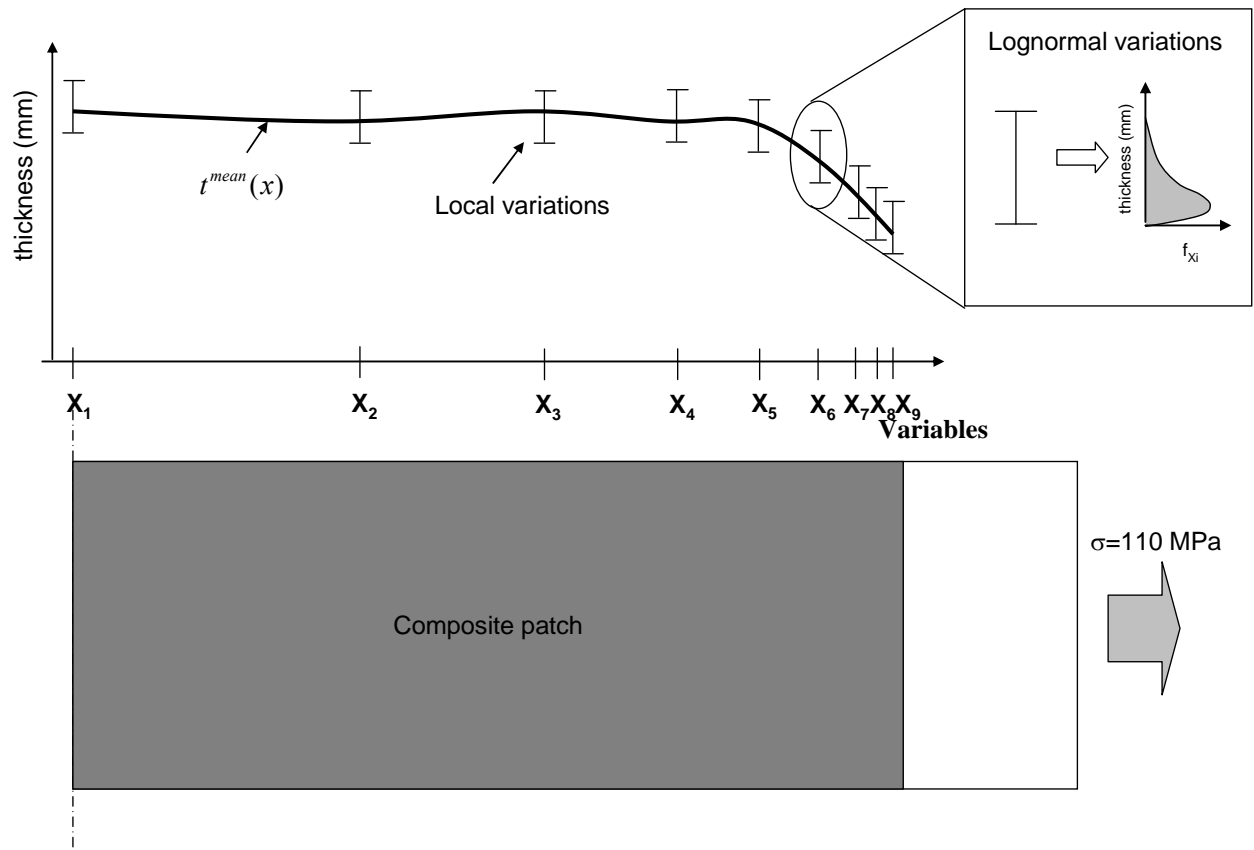 Lognormal variations
thickness (mm)
thickness (mm)
f_Xi
t^mean(x)
Local variations
X₁ X₂ X₃ X₄ X₅ X₆ X₇ X₈ X₉
Variables
σ=110 MPa
Composite patch